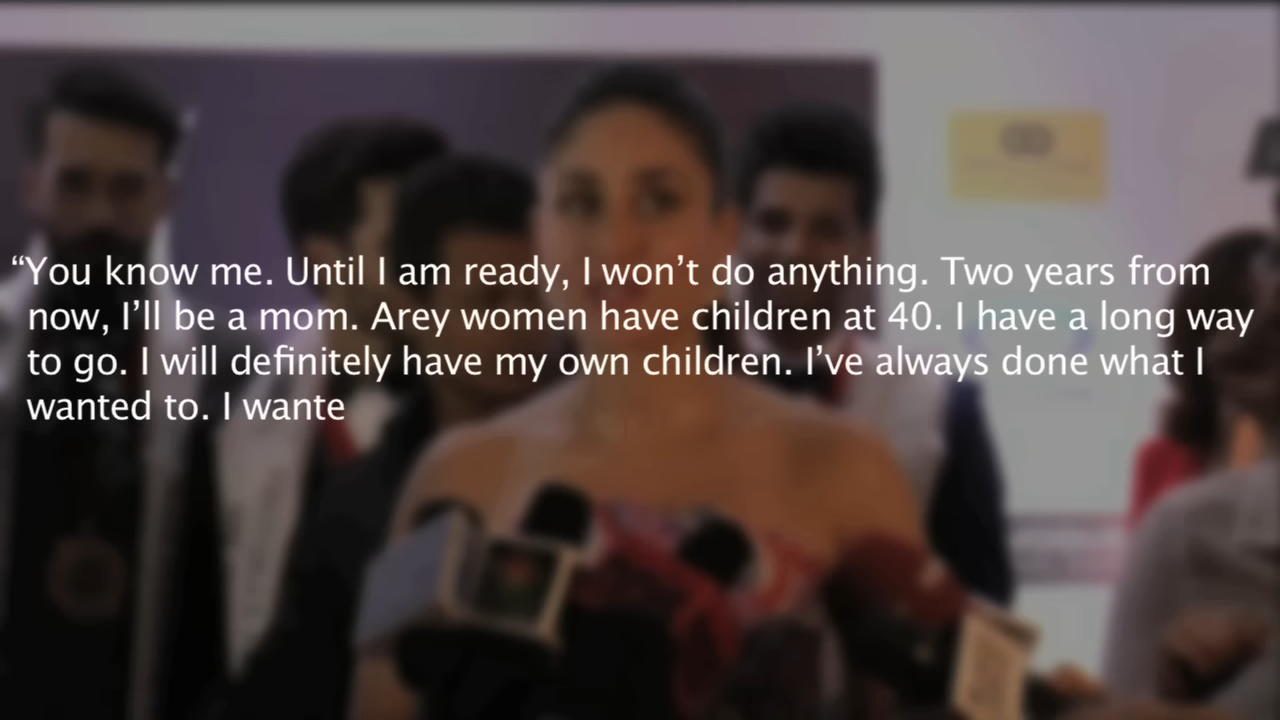 “You know me. Until I am ready, I won’t do anything. Two years from
now, I’ll be a mom. Arey women have children at 40. I have a long way
to go. I will definitely have my own children. I’ve always done what I
wanted to. I wante